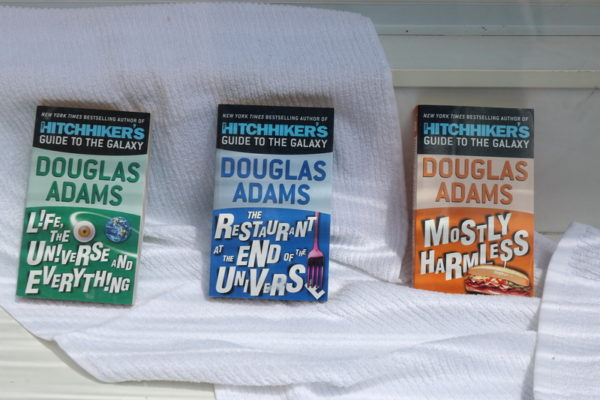 NEW YORK TIMES BESTSELLING AUTHOR OF
HITCHHIKER'S
GUIDE TO THE GALAXY
DOUGLAS
ADAMS
LIFE,
THE
UNIVERSE AND
EVERYTHING
NEW YORK TIMES BESTSELLING AUTHOR OF
HITCHHIKER'S
GUIDE TO THE GALAXY
DOUGLAS
ADAMS
THE
RESTAURANT
AT THE END OF THE
UNIVERSE
NEW YORK TIMES BESTSELLING AUTHOR OF
HITCHHIKER'S
GUIDE TO THE GALAXY
DOUGLAS
ADAMS
MOSTLY
HARMLESS